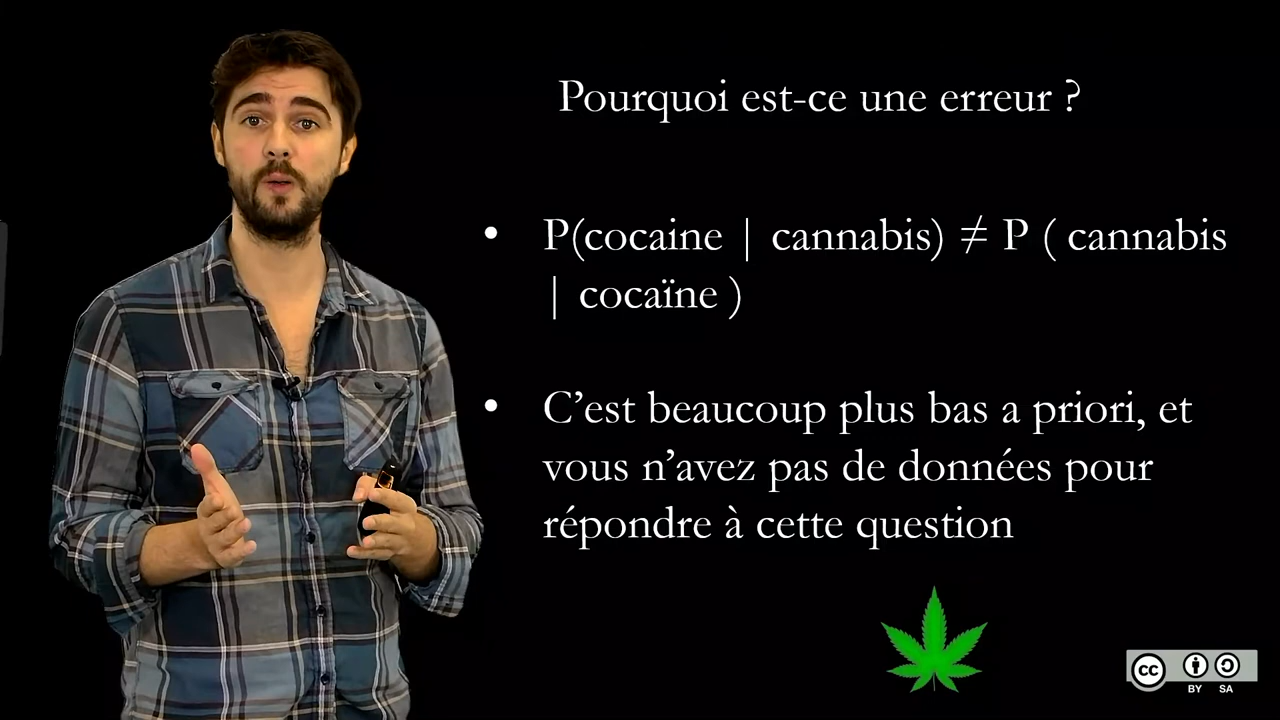 Pourquoi est-ce une erreur ?
• P(cocaine | cannabis) ≠ P ( cannabis
| cocaïne )
• C’est beaucoup plus bas a priori, et
vous n’avez pas de données pour
répondre à cette question
cc
BY SA